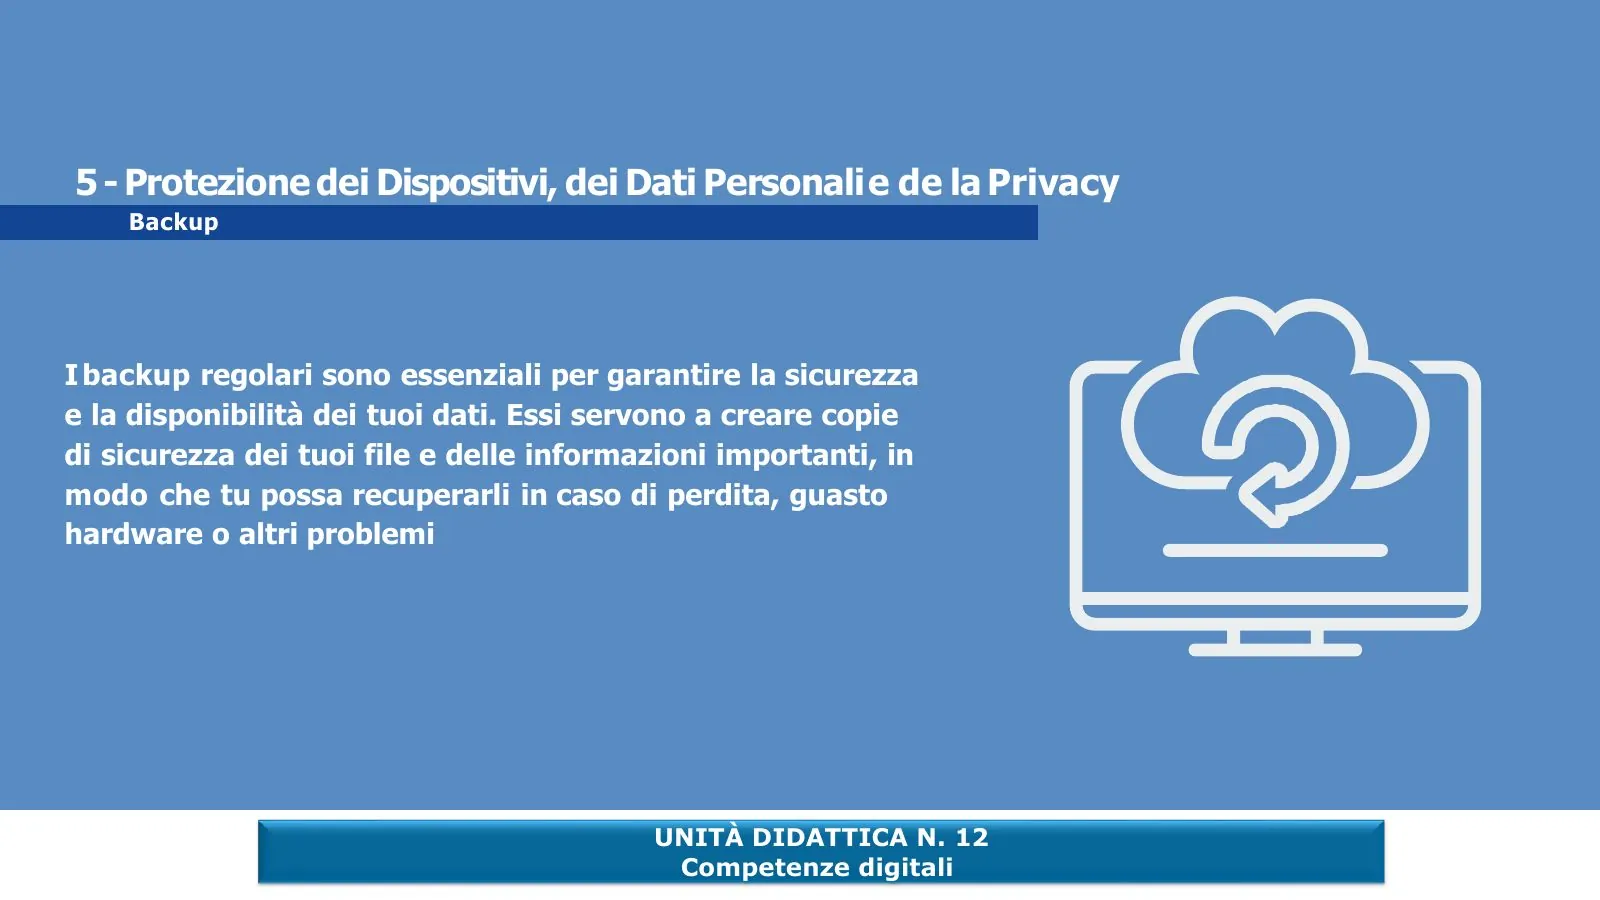 5 - Protezione dei Dispositivi, dei Dati Personali e de la Privacy
Backup
I backup regolari sono essenziali per garantire la sicurezza
e la disponibilità dei tuoi dati. Essi servono a creare copie
di sicurezza dei tuoi file e delle informazioni importanti, in
modo che tu possa recuperarli in caso di perdita, guasto
hardware o altri problemi
UNITÀ DIDATTICA N. 12
Competenze digitali